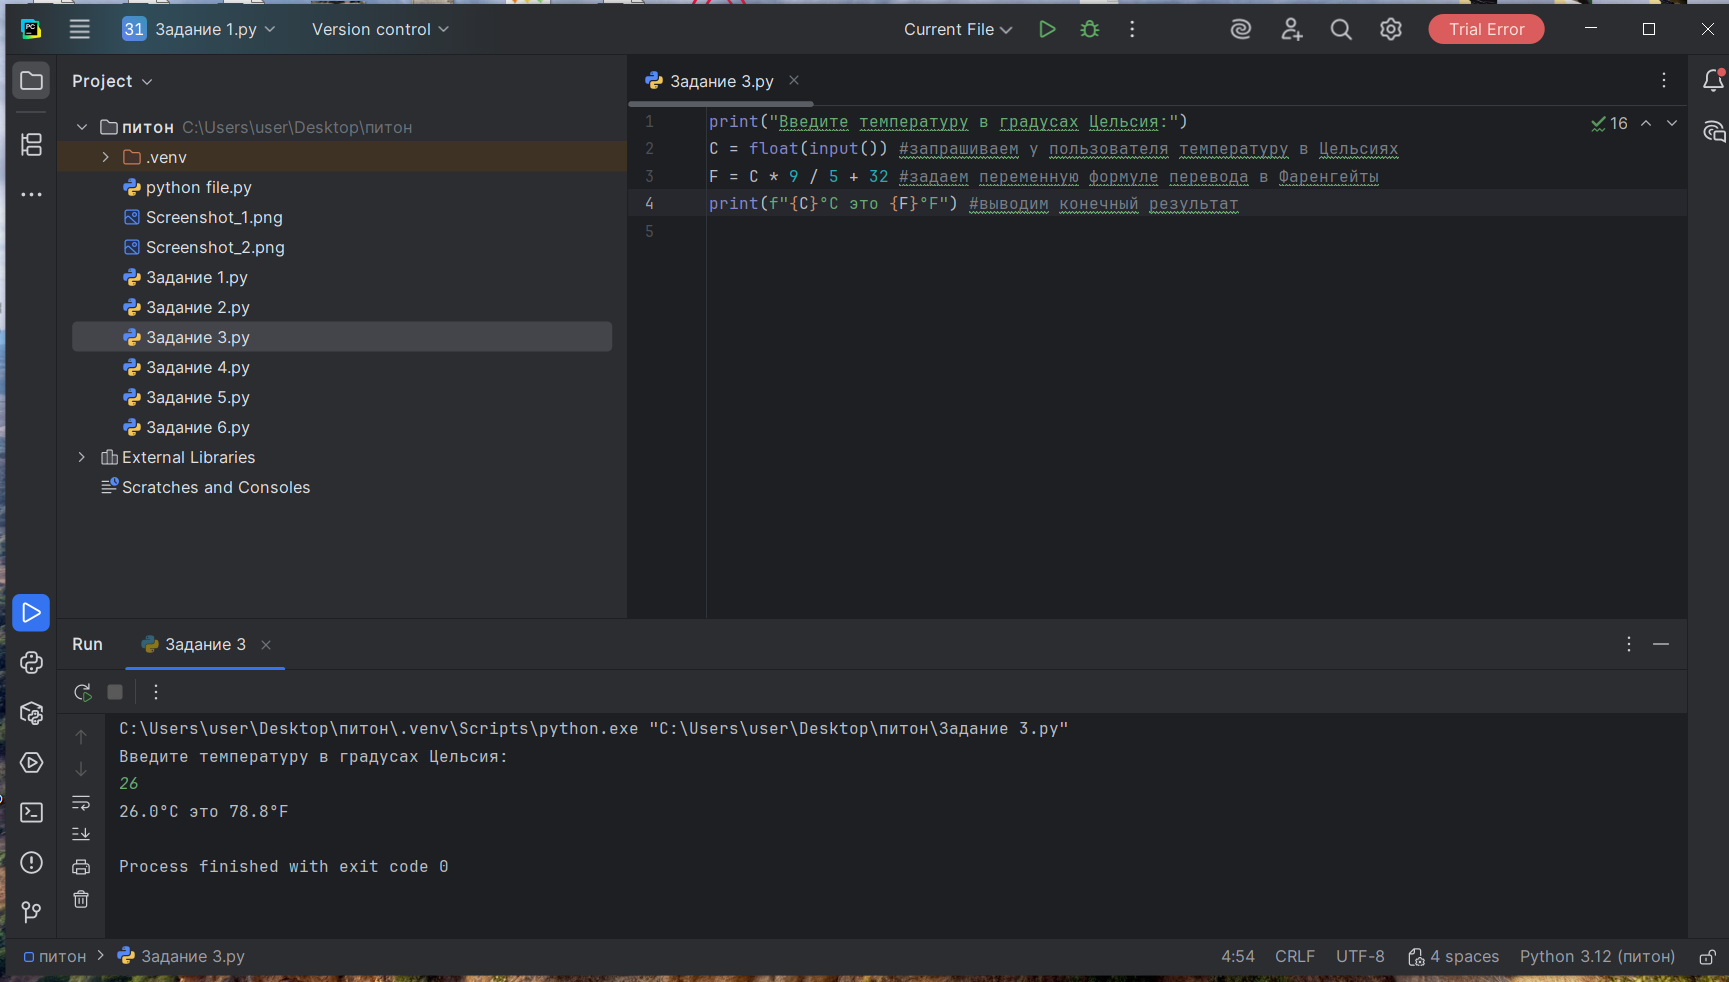 PC
31 Задание 1.py Version control Current File Trial Error
Project
питон C:\Users\user\Desktop\питон
.venv
python file.py
Screenshot_1.png
Screenshot_2.png
Задание 1.py
Задание 2.py
Задание 3.py
Задание 4.py
Задание 5.py
Задание 6.py
External Libraries
Scratches and Consoles
Задание 3.py
16
1 print("Введите температуру в градусах Цельсия:")
2 C = float(input()) #запрашиваем у пользователя температуру в Цельсиях
3 F = C * 9 / 5 + 32 #задаем переменную формуле перевода в Фаренгейты
4 print(f"{C}°C это {F}°F") #выводим конечный результат
5
Run Задание 3
C:\Users\user\Desktop\питон\.venv\Scripts\python.exe "C:\Users\user\Desktop\питон\Задание 3.py"
Введите температуру в градусах Цельсия:
26
26.0°C это 78.8°F
Process finished with exit code 0
питон Задание 3.py 4:54 CRLF UTF-8 4 spaces Python 3.12 (питон)